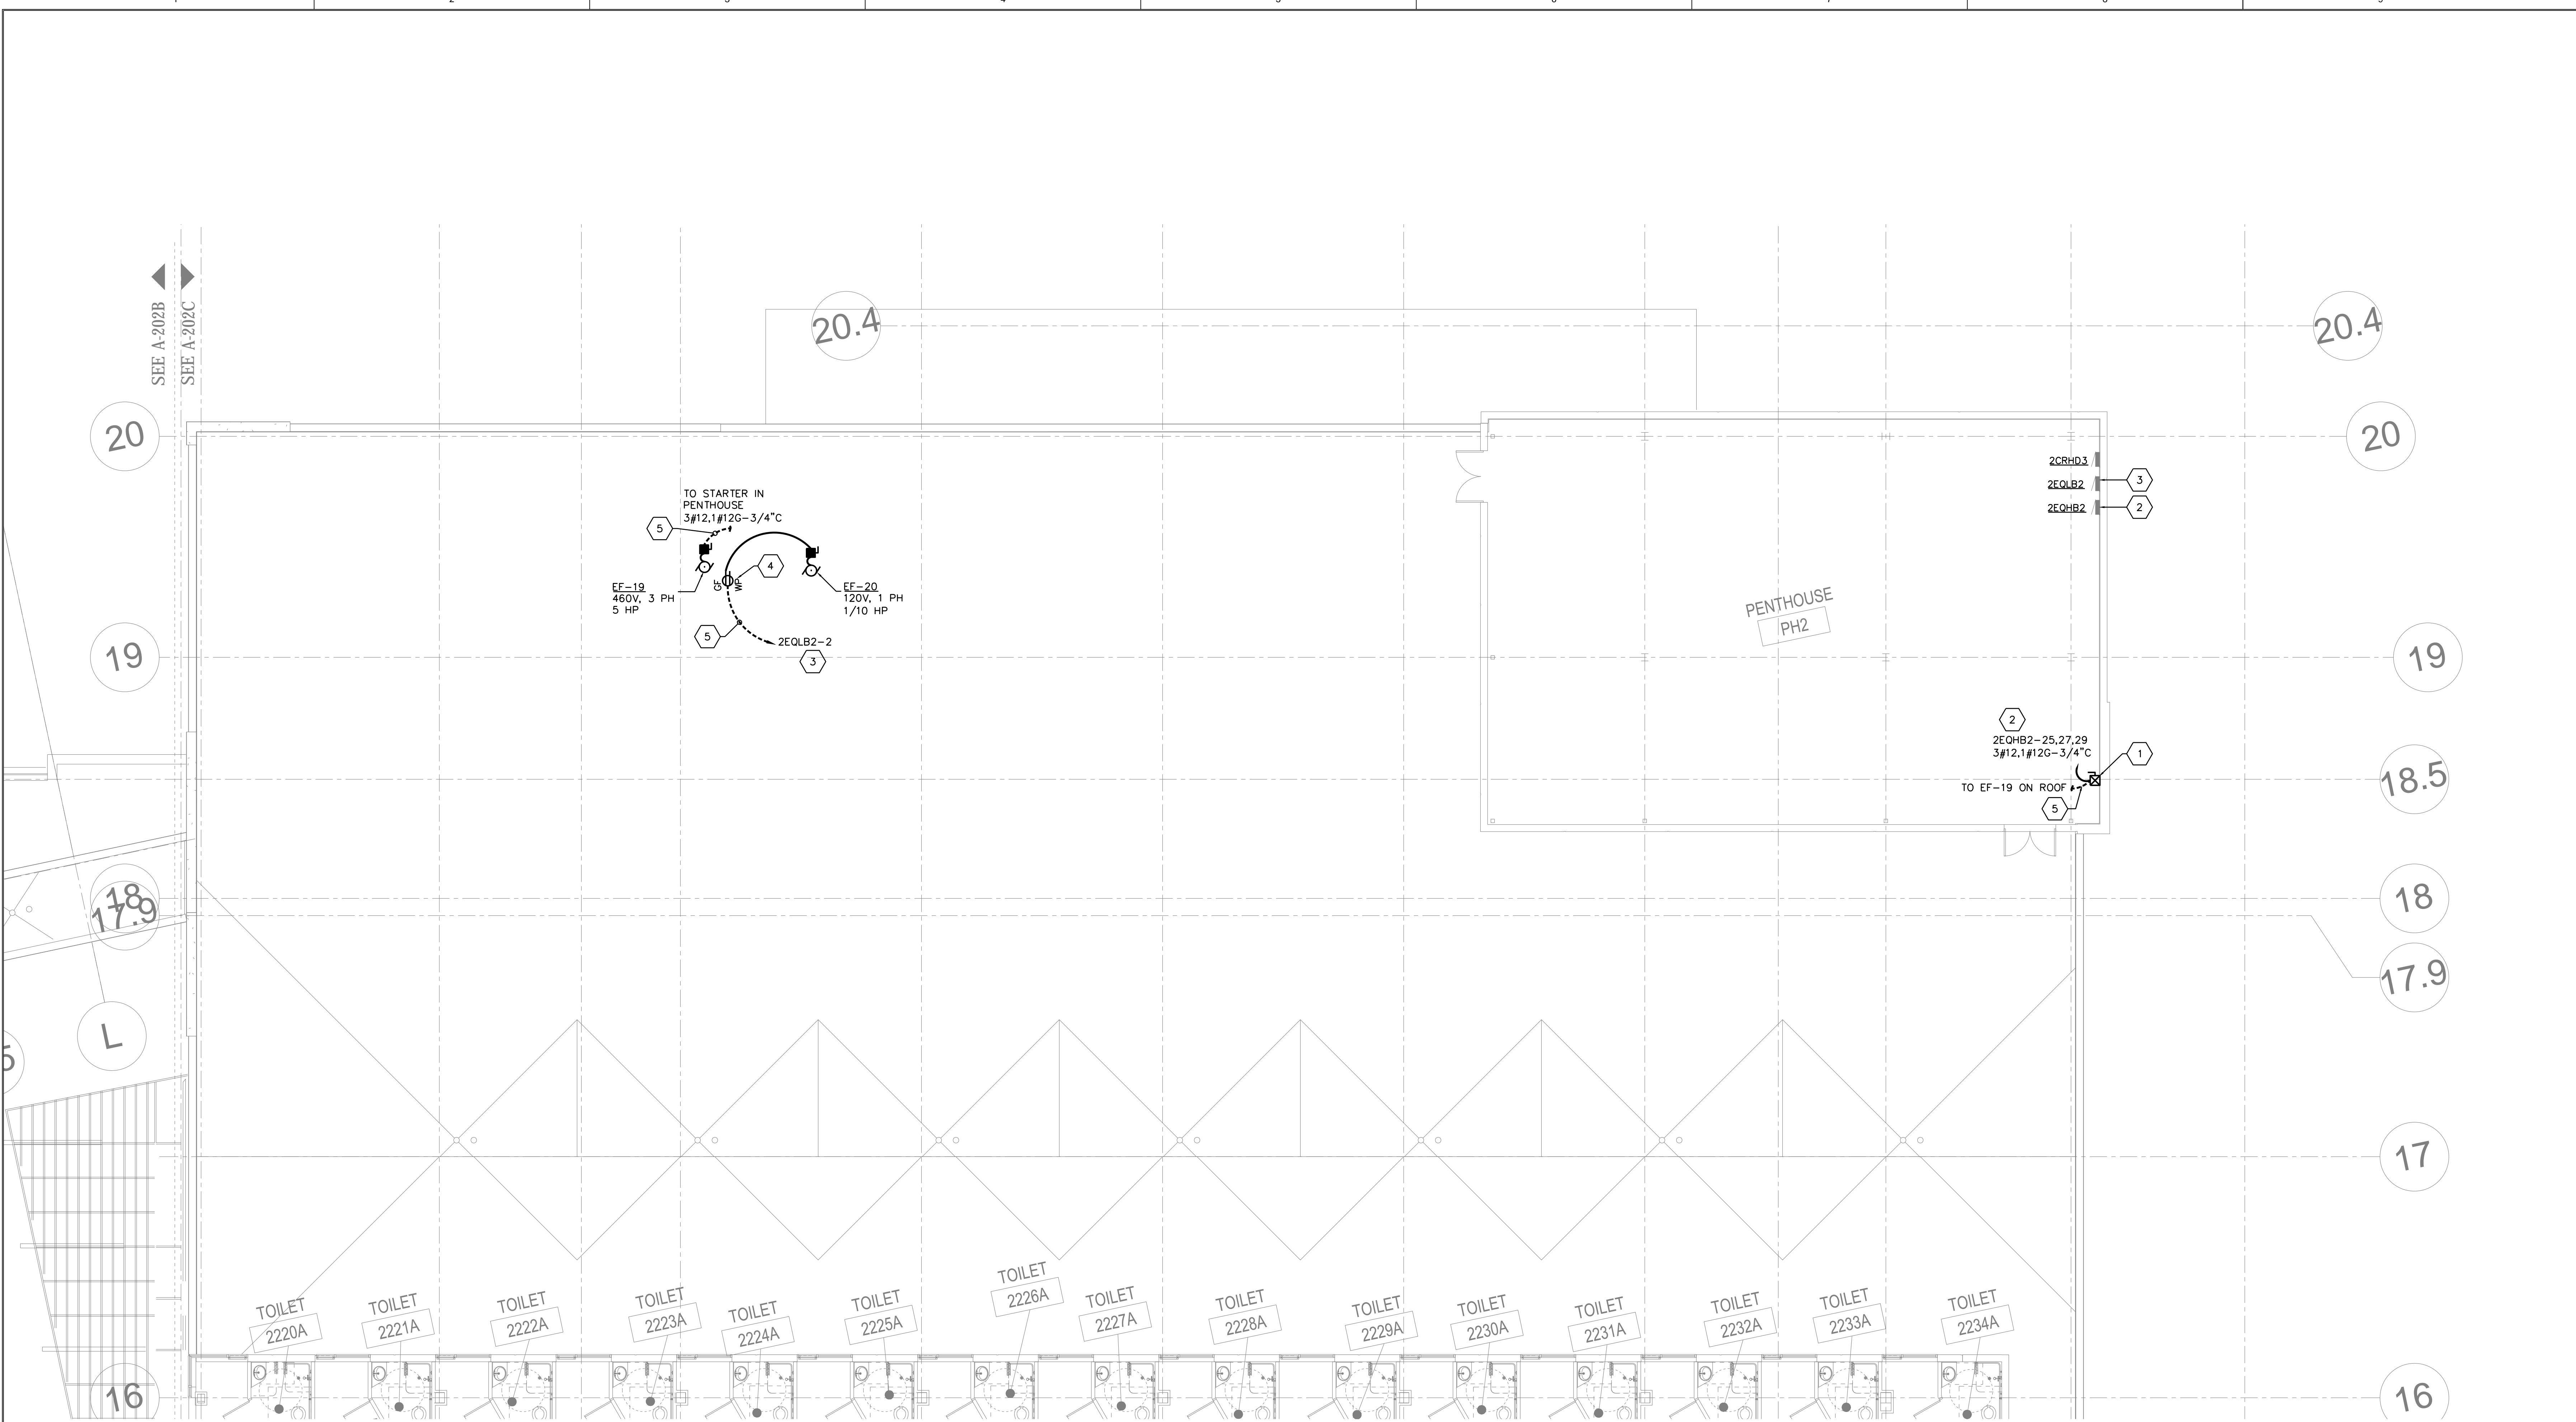 SEE A-202B
SEE A-202C
20.4
20.4
20
20
2CRHD3
3
2EQLB2
2EQHB2
2
TO STARTER IN
PENTHOUSE
3#12,1#12G-3/4"C
5
4
GF
WP
EF-19
460V, 3 PH
5 HP
EF-20
120V, 1 PH
1/10 HP
5
2EQLB2-2
3
PENTHOUSE
PH2
19
19
2
2EQHB2-25,27,29
3#12,1#12G-3/4"C
1
TO EF-19 ON ROOF
5
18.5
18
18
17.9
17.9
L
5
17
17
TOILET
2220A
TOILET
2221A
TOILET
2222A
TOILET
2223A
TOILET
2224A
TOILET
2225A
TOILET
2226A
TOILET
2227A
TOILET
2228A
TOILET
2229A
TOILET
2230A
TOILET
2231A
TOILET
2232A
TOILET
2233A
TOILET
2234A
16
16